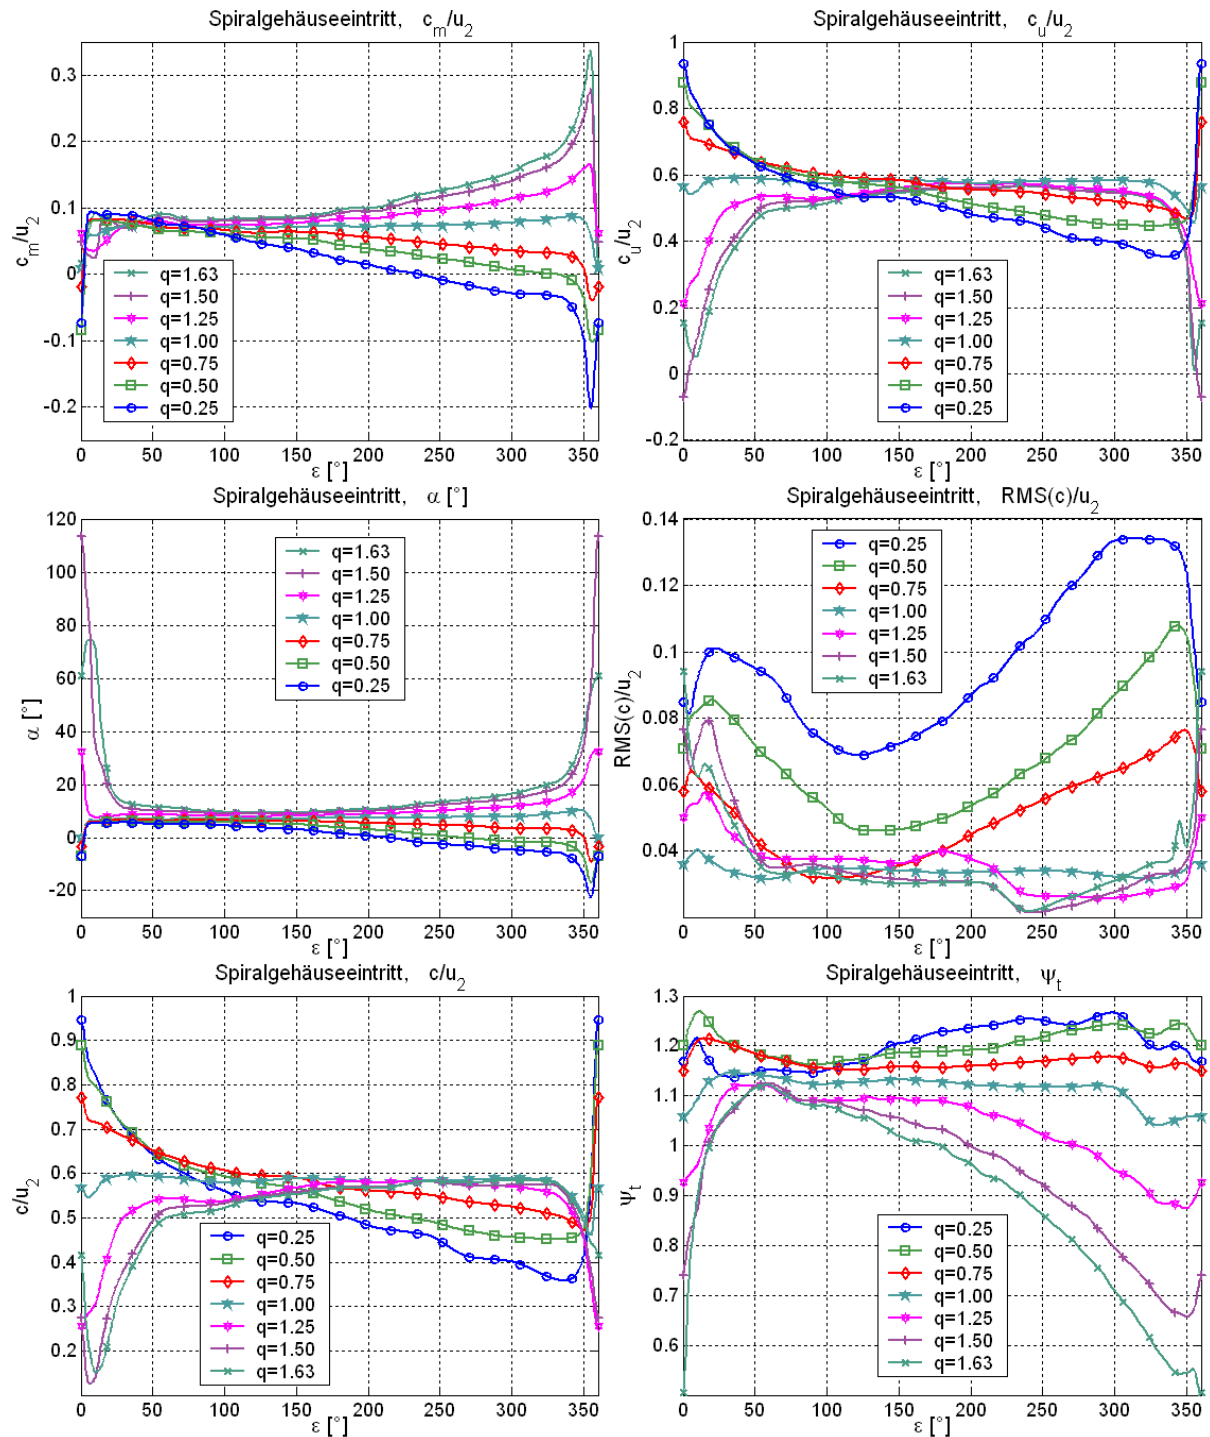 Spiralgehäuseeintritt, c_m/u_2
c_m/u_2
0.3
0.2
0.1
0
-0.1
-0.2
q=1.63
q=1.50
q=1.25
q=1.00
q=0.75
q=0.50
q=0.25
0 50 100 150 200 250 300 350
ε [°]
Spiralgehäuseeintritt, c_u/u_2
c_u/u_2
1
0.8
0.6
0.4
0.2
0
-0.2
q=1.63
q=1.50
q=1.25
q=1.00
q=0.75
q=0.50
q=0.25
0 50 100 150 200 250 300 350
ε [°]
Spiralgehäuseeintritt, α [°]
α [°]
120
100
80
60
40
20
0
-20
q=1.63
q=1.50
q=1.25
q=1.00
q=0.75
q=0.50
q=0.25
0 50 100 150 200 250 300 350
ε [°]
Spiralgehäuseeintritt, RMS(c)/u_2
RMS(c)/u_2
0.14
0.12
0.1
0.08
0.06
0.04
q=0.25
q=0.50
q=0.75
q=1.00
q=1.25
q=1.50
q=1.63
0 50 100 150 200 250 300 350
ε [°]
Spiralgehäuseeintritt, c/u_2
c/u_2
1
0.9
0.8
0.7
0.6
0.5
0.4
0.3
0.2
q=0.25
q=0.50
q=0.75
q=1.00
q=1.25
q=1.50
q=1.63
0 50 100 150 200 250 300 350
ε [°]
Spiralgehäuseeintritt, ψ_t
ψ_t
1.3
1.2
1.1
1
0.9
0.8
0.7
0.6
q=0.25
q=0.50
q=0.75
q=1.00
q=1.25
q=1.50
q=1.63
0 50 100 150 200 250 300 350
ε [°]